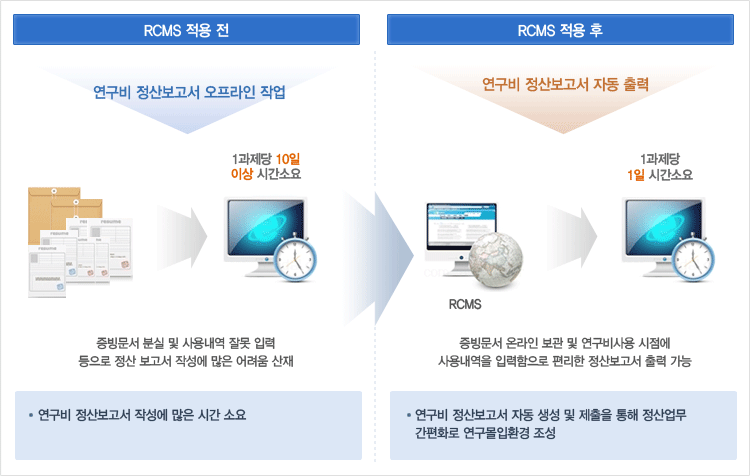 RCMS 적용 전
연구비 정산보고서 오프라인 작업
1과제당 10일
이상 시간소요
증빙문서 분실 및 사용내역 잘못 입력
등으로 정산 보고서 작성에 많은 어려움 산재
• 연구비 정산보고서 작성에 많은 시간 소요
RCMS 적용 후
연구비 정산보고서 자동 출력
1과제당
1일 시간소요
RCMS
증빙문서 온라인 보관 및 연구비사용 시점에
사용내역을 입력함으로 편리한 정산보고서 출력 가능
• 연구비 정산보고서 자동 생성 및 제출을 통해 정산업무
간편화로 연구몰입환경 조성